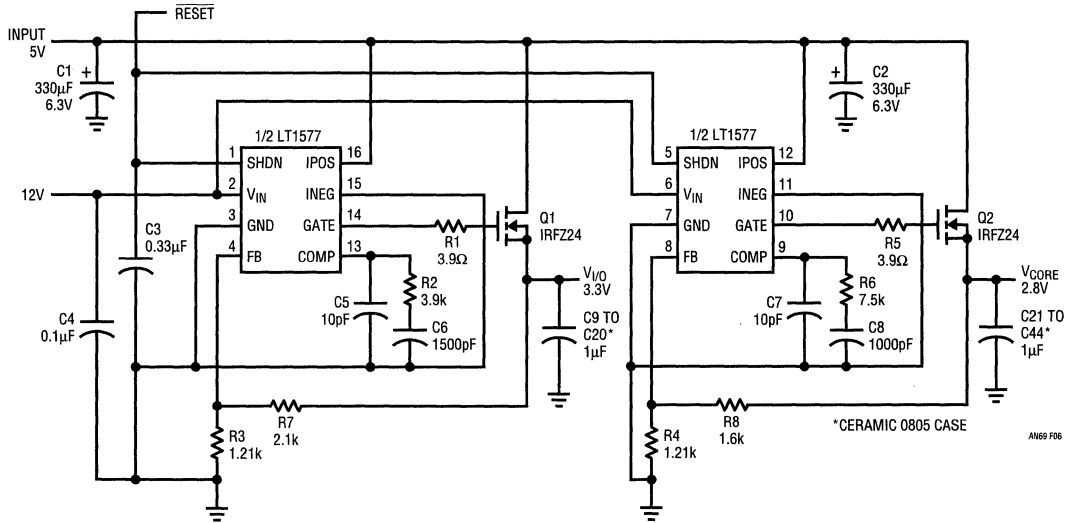 RESET
INPUT
5V
C1
+
330µF
6.3V
C2
+
330µF
6.3V
12V
1/2 LT1577
1
SHDN
IPOS
16
2
VIN
INEG
15
3
GND
GATE
14
4
FB
COMP
13
C3
0.33µF
C4
0.1µF
R1
3.9Ω
Q1
IRFZ24
R2
3.9k
C5
10pF
C6
1500pF
VI/O
3.3V
C9 TO
C20*
1µF
R7
2.1k
R3
1.21k
1/2 LT1577
5
SHDN
IPOS
12
6
VIN
INEG
11
7
GND
GATE
10
8
FB
COMP
9
R5
3.9Ω
Q2
IRFZ24
R6
7.5k
C7
10pF
C8
1000pF
VCORE
2.8V
C21 TO
C44*
1µF
R8
1.6k
R4
1.21k
*CERAMIC 0805 CASE
AN69 F06